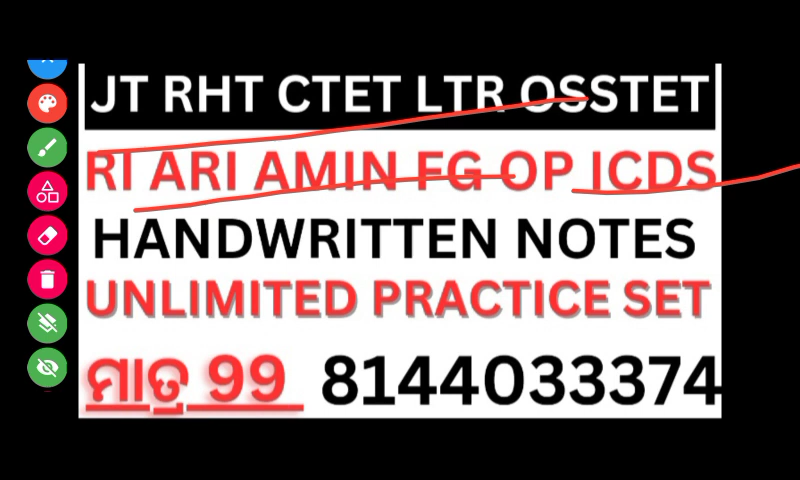 JT RHT CTET LTR OSSTET
RI ARI AMIN FG OP ICDS
HANDWRITTEN NOTES
UNLIMITED PRACTICE SET
ମାତ୍ର 99 8144033374